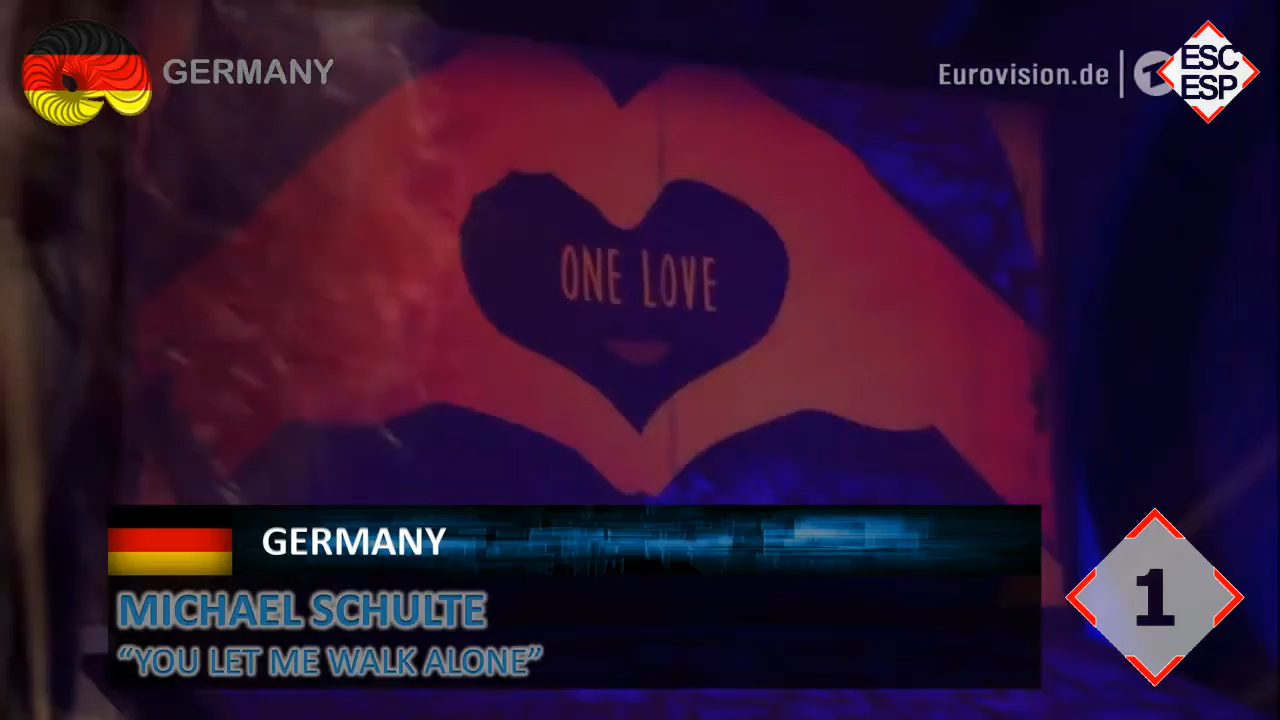 GERMANY
Eurovision.de
ESC
ESP
ONE LOVE
GERMANY
MICHAEL SCHULTE
“YOU LET ME WALK ALONE”
1